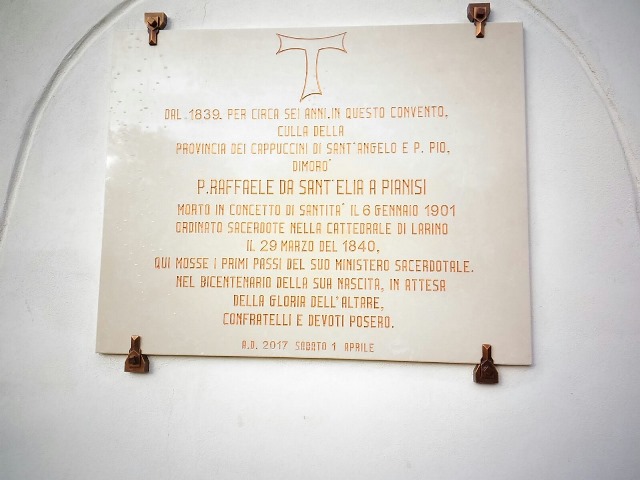 DAL .1839. PER CIRCA SEI ANNI.IN QUESTO CONVENTO,
CULLA DELLA
PROVINCIA DEI CAPPUCCINI DI SANT'ANGELO E P. PIO,
DIMORO'
P.RAFFAELE DA SANT'ELIA A PIANISI
MORTO IN CONCETTO DI SANTITA' IL 6 GENNAIO 1901
ORDINATO SACERDOTE NELLA CATTEDRALE DI LARINO
IL 29 MARZO DEL 1840,
QUI MOSSE I PRIMI PASSI DEL SUO MINISTERO SACERDOTALE.
NEL BICENTENARIO DELLA SUA NASCITA, IN ATTESA
DELLA GLORIA DELL'ALTARE,
CONFRATELLI E DEVOTI POSERO.
A.D. 2017 SABATO 1 APRILE